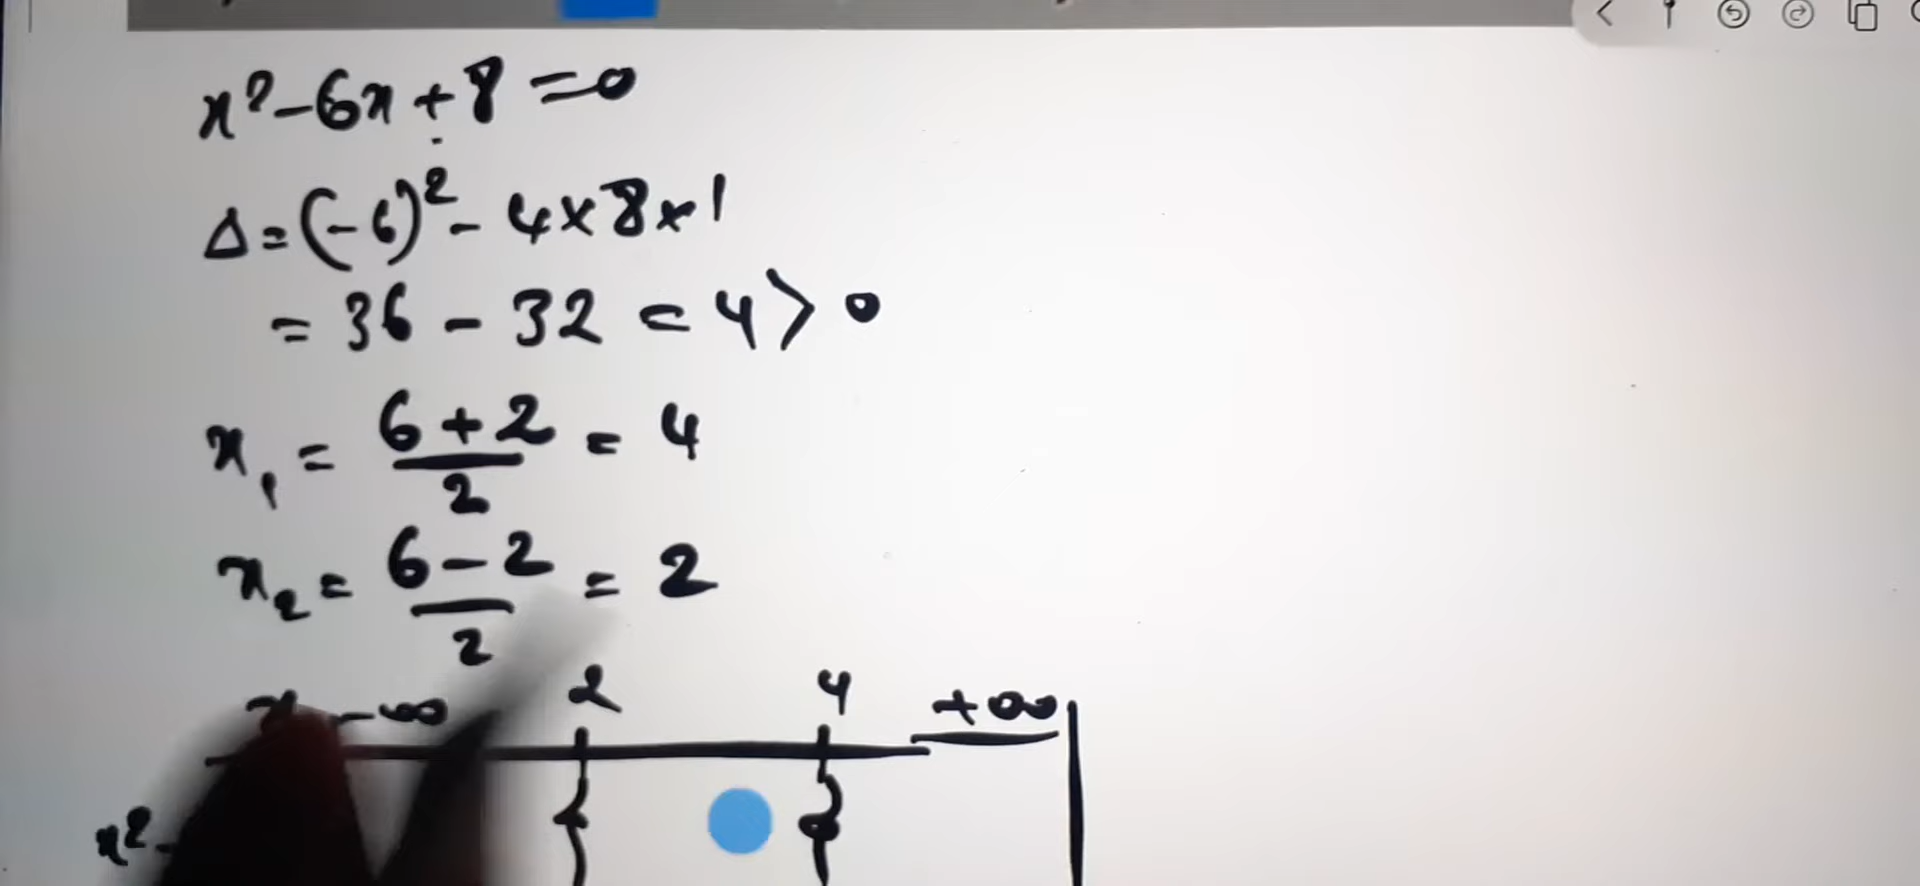 x² - 6x + 8 = 0
Δ = (-6)² - 4 × 8 × 1
= 36 - 32 = 4 > 0
x₁ = 6 + 2 / 2 = 4
x₂ = 6 - 2 / 2 = 2
x -∞ 2 4 +∞
x² -